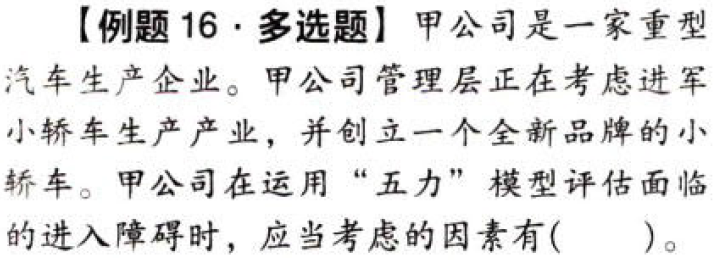 【例题 16 · 多选题】甲公司是一家重型
汽车生产企业。甲公司管理层正在考虑进军
小轿车生产产业，并创立一个全新品牌的小
轿车。甲公司在运用“五力”模型评估面临
的进入障碍时，应当考虑的因素有(　　)。